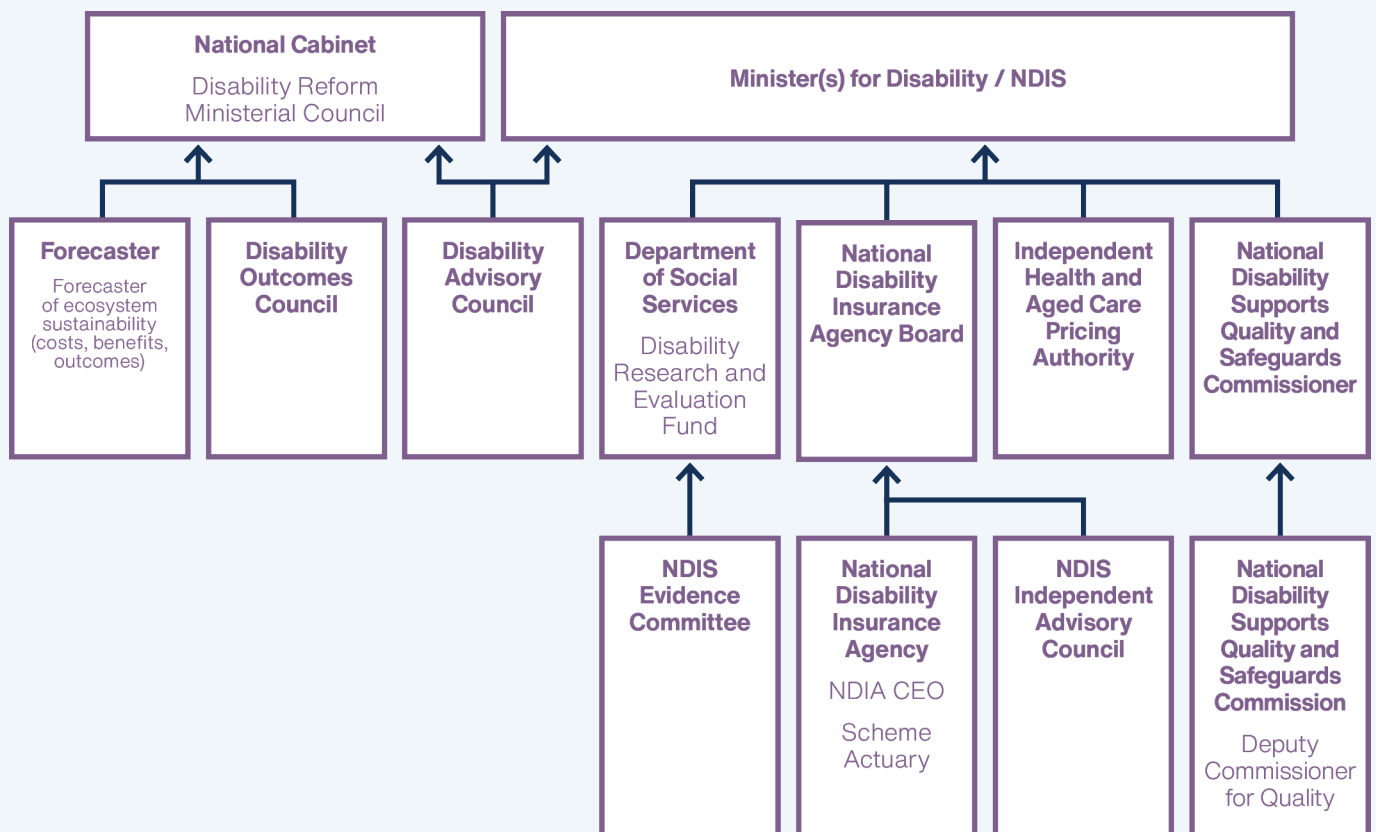 National Cabinet
Disability Reform
Ministerial Council
Minister(s) for Disability / NDIS
Forecaster
Forecaster
of ecosystem
sustainability
(costs, benefits,
outcomes)
Disability
Outcomes
Council
Disability
Advisory
Council
Department
of Social
Services
Disability
Research and
Evaluation
Fund
National
Disability
Insurance
Agency Board
Independent
Health and
Aged Care
Pricing
Authority
National
Disability
Supports
Quality and
Safeguards
Commissioner
NDIS
Evidence
Committee
National
Disability
Insurance
Agency
NDIA CEO
Scheme
Actuary
NDIS
Independent
Advisory
Council
National
Disability
Supports
Quality and
Safeguards
Commission
Deputy
Commissioner
for Quality